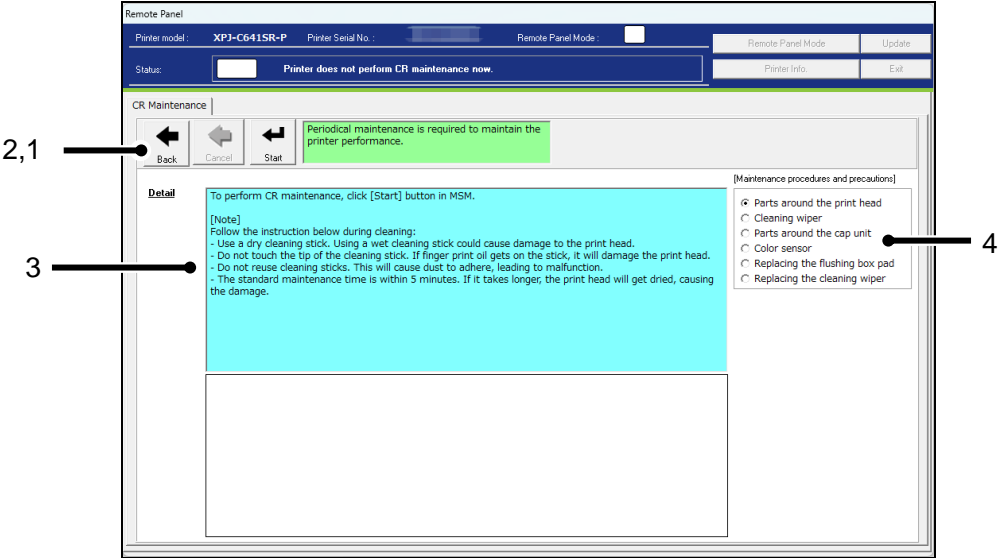 Remote Panel
Printer model : XPJ-C641SR-P Printer Serial No. : Remote Panel Mode :
Remote Panel Mode Update
Status: Printer does not perform CR maintenance now.
Printer Info. Exit
CR Maintenance
Back Cancel Start
Periodical maintenance is required to maintain the
printer performance.
2,1
[Maintenance procedures and precautions]
Detail
To perform CR maintenance, click [Start] button in MSM.
[Note]
Follow the instruction below during cleaning:
- Use a dry cleaning stick. Using a wet cleaning stick could cause damage to the print head.
- Do not touch the tip of the cleaning stick. If finger print oil gets on the stick, it will damage the print head.
- Do not reuse cleaning sticks. This will cause dust to adhere, leading to malfunction.
- The standard maintenance time is within 5 minutes. If it takes longer, the print head will get dried, causing
the damage.
3
Parts around the print head
Cleaning wiper
Parts around the cap unit
Color sensor
Replacing the flushing box pad
Replacing the cleaning wiper
4